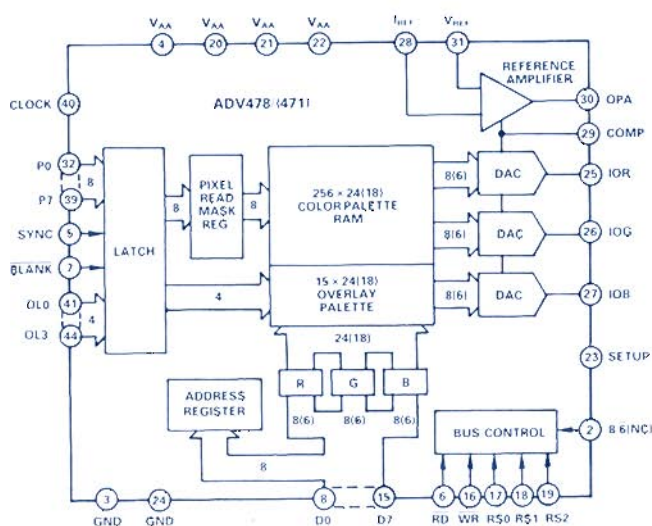 VAA VAA VAA VAA IREF VREF
4 20 21 22 28 31
REFERENCE
AMPLIFIER
CLOCK 40
ADV478 (471)
30 OPA
29 COMP
P0 32
8
P7 39
LATCH
8
PIXEL
READ
MASK
REG
8
256 × 24(18)
COLOR PALETTE
RAM
8(6) DAC 25 IOR
SYNC 5
8(6) DAC 26 IOG
BLANK 7
OL0 41
4
OL3 44
4
15 × 24(18)
OVERLAY
PALETTE
8(6) DAC 27 IOB
24(18)
23 SETUP
R G B
ADDRESS
REGISTER
8(6) 8(6) 8(6)
BUS CONTROL
2 8 6(NC)
8
3 24 8 15 6 16 17 18 19
GND GND D0 D7 RD WR RS0 RS1 RS2